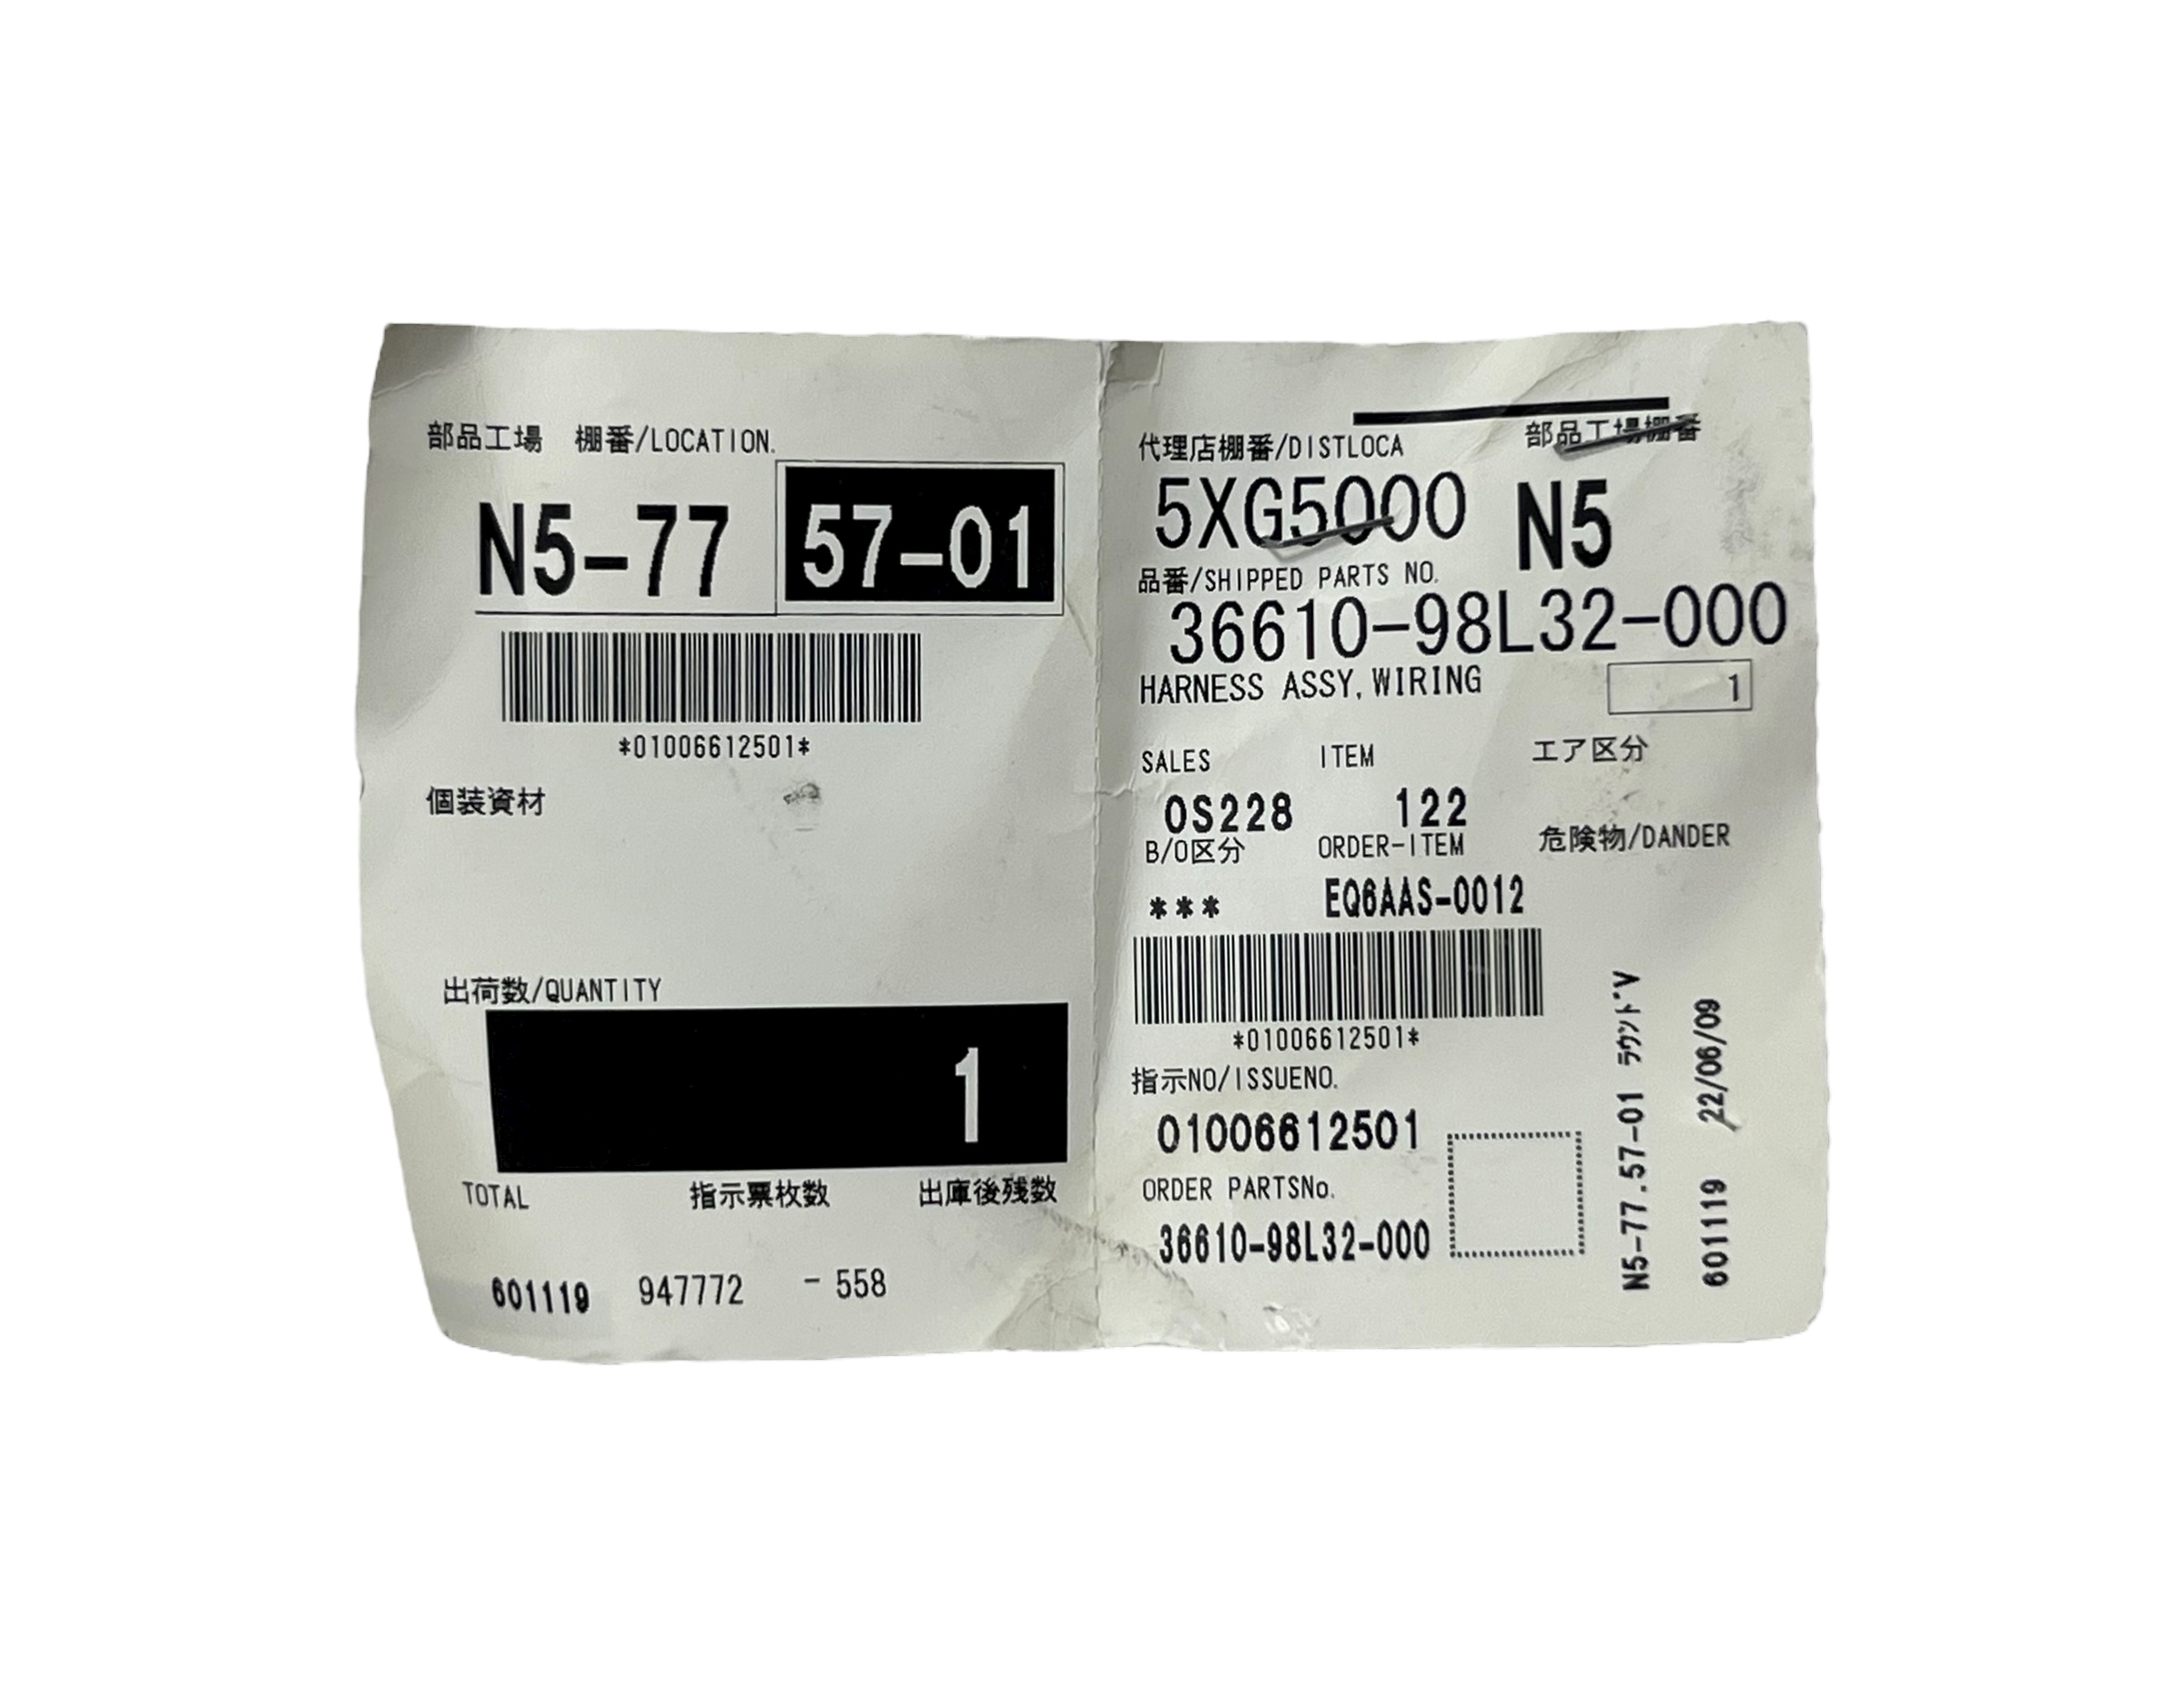 部品工場 棚番/LOCATION.
N5-77 57-01
*01006612501*
個装資材
出荷数/QUANTITY
1
TOTAL 指示票枚数 出庫後残数
601119 947772 - 558
代理店棚番/DISTLOCA 部品工場棚番
5XG5000 N5
品番/SHIPPED PARTS NO.
36610-98L32-000
HARNESS ASSY,WIRING 1
SALES ITEM エア区分
OS228 122
B/O区分 ORDER-ITEM 危険物/DANDER
*** EQ6AAS-0012
*01006612501*
指示NO/ISSUENO.
01006612501
ORDER PARTSNo.
36610-98L32-000
N5-77.57-01 ラウンドV
601119 22/06/09